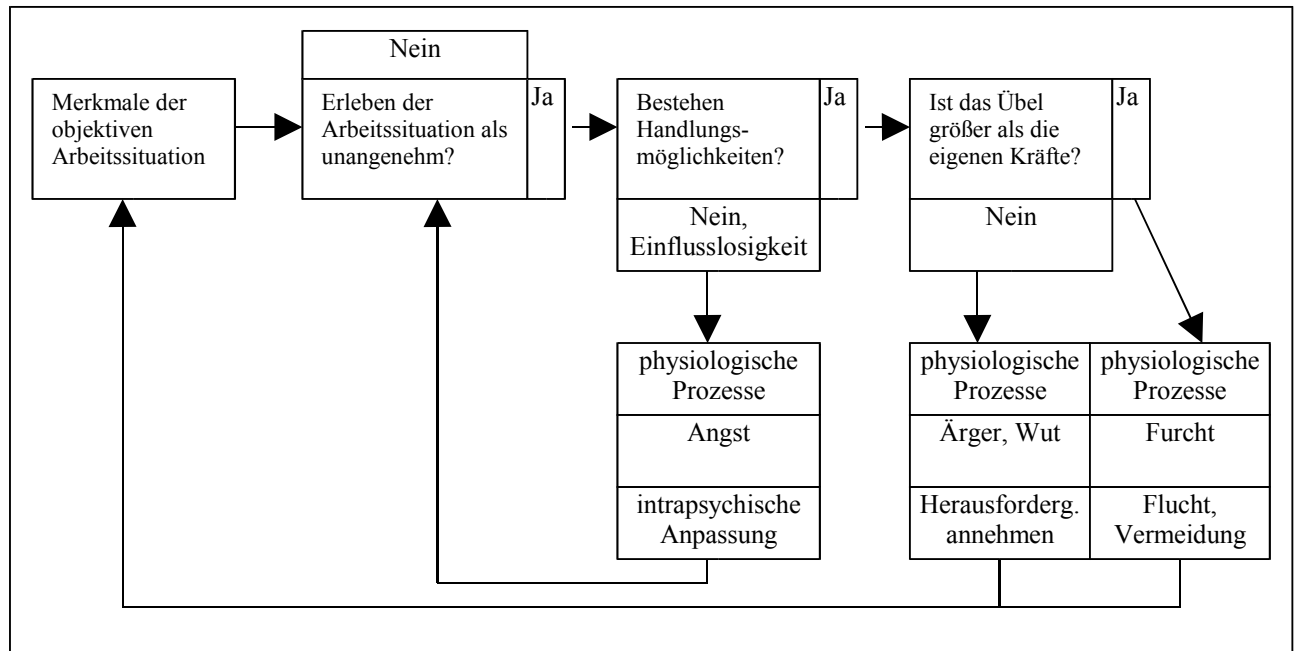 Nein
Merkmale der
objektiven
Arbeitssituation
Erleben der
Arbeitssituation als
unangenehm?
Ja
Bestehen
Handlungs-
möglichkeiten?
Ja
Ist das Übel
größer als die
eigenen Kräfte?
Ja
Nein,
Einflusslosigkeit
Nein
physiologische
Prozesse
Angst
intrapsychische
Anpassung
physiologische
Prozesse
Ärger, Wut
Herausforderg.
annehmen
physiologische
Prozesse
Furcht
Flucht,
Vermeidung